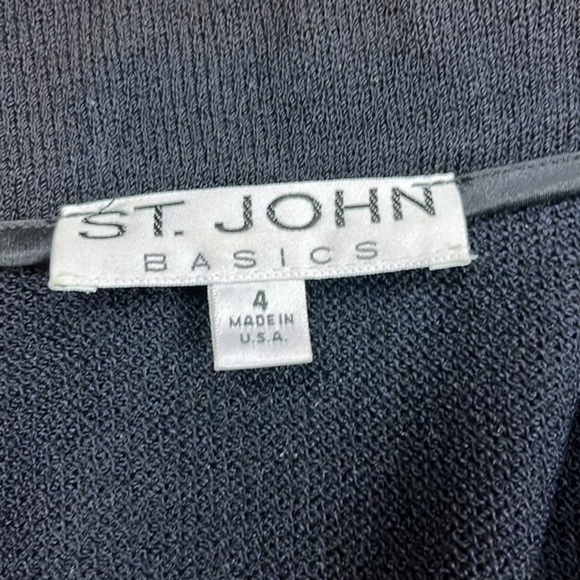 ST. JOHN
BASICS
4
MADE IN
U.S.A.